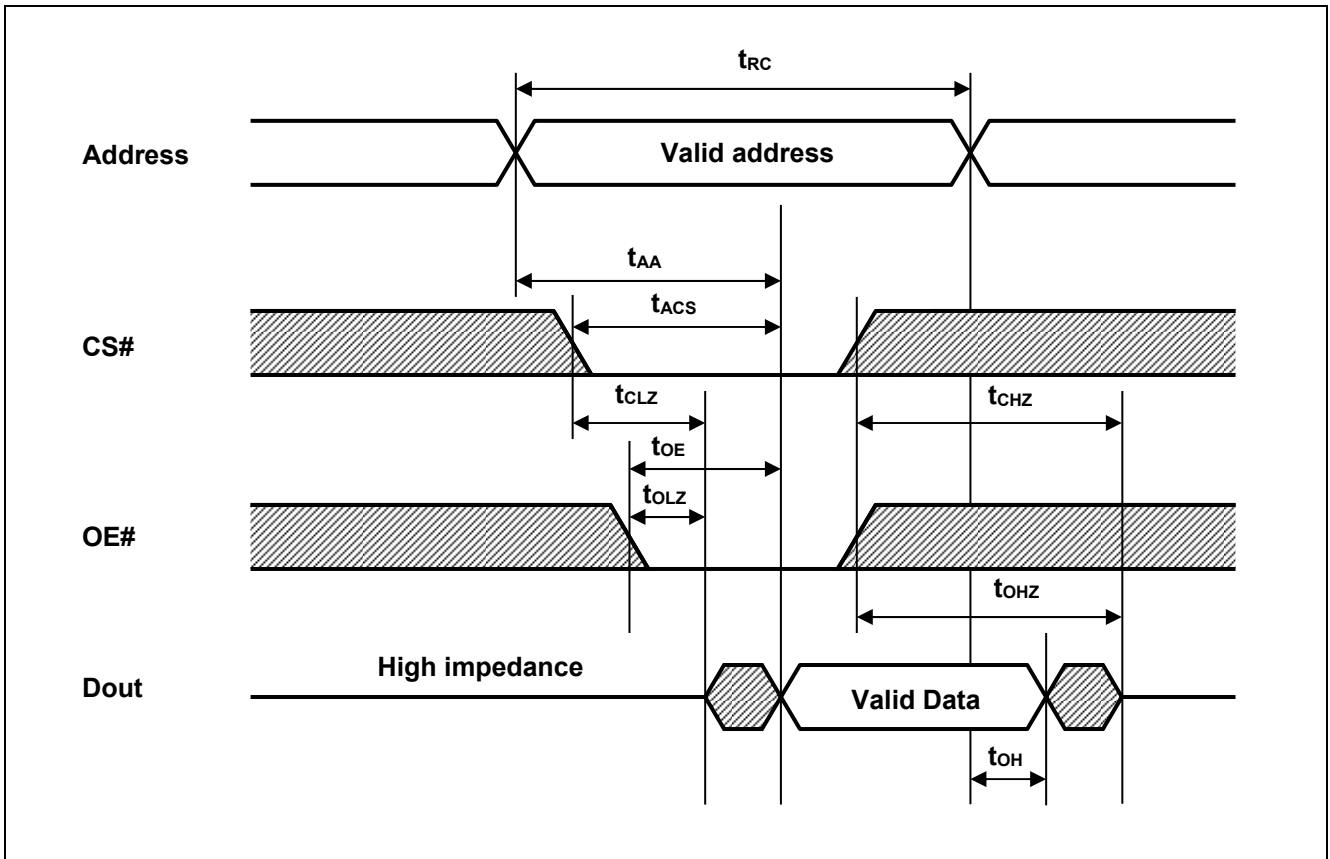 tRC
Address
Valid address
tAA
tACS
CS#
tCLZ
tCHZ
tOE
tOLZ
OE#
tOHZ
High impedance
Dout
Valid Data
tOH